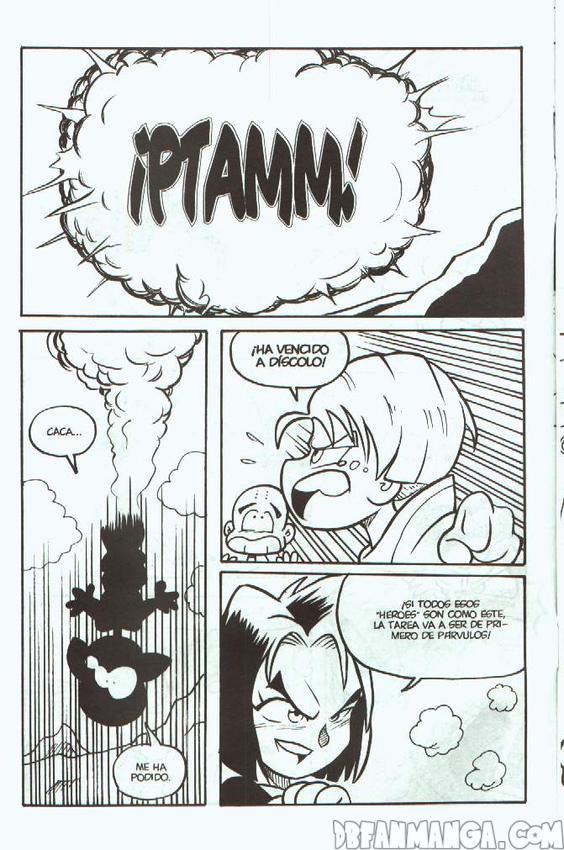 ¡PTAMM!
CACA...
ME HA
PODIDO.
¡HA VENCIDO
A DÍSCOLO!
¡SI TODOS ESOS
"HÉROES" SON COMO ESTE,
LA TAREA VA A SER DE PRI-
MERO DE PÁRVULOS!
DBFANMANGA.COM